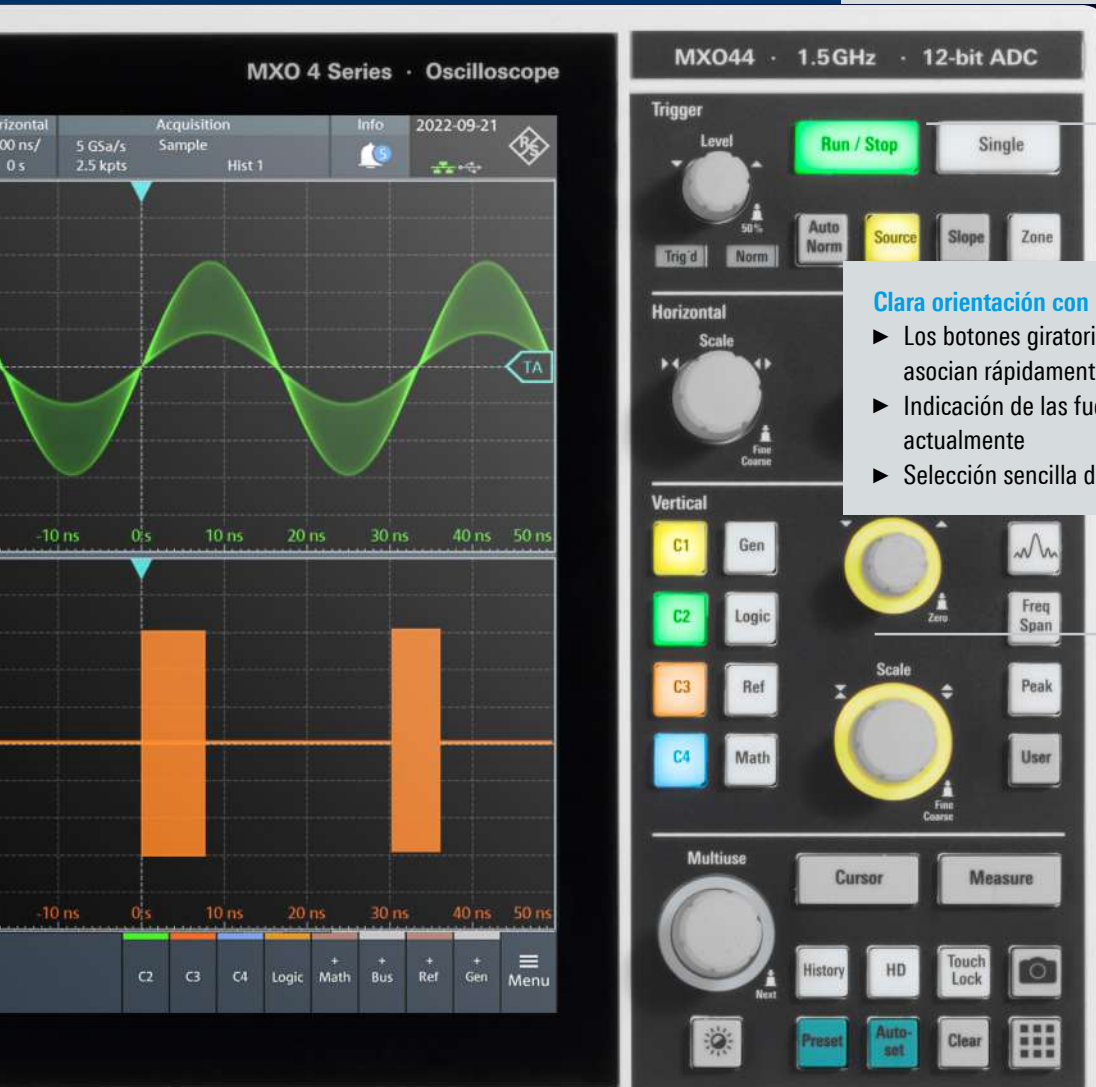 MXO 4 Series · Oscilloscope
Acquisition
Info
2022-09-21
5 GSa/s
Sample
0 s
2.5 kpts
Hist 1
5
R&S
TA
-10 ns
0 s
10 ns
20 ns
30 ns
40 ns
50 ns
-10 ns
0 s
10 ns
20 ns
30 ns
40 ns
50 ns
C2
C3
C4
Logic
+ Math
+ Bus
+ Ref
+ Gen
Menu
MXO44 · 1.5GHz · 12-bit ADC
Trigger
Level
Run / Stop
Single
50%
Auto
Norm
Source
Slope
Zone
Trig'd
Norm
Horizontal
Scale
Fine
Coarse
Clara orientación con
► Los botones
► Indicación de las
actualmente
► Selección sencilla
asocian
Vertical
C1
Gen
C2
Logic
Zero
Freq
Span
C3
Ref
Scale
Peak
C4
Math
User
Fine
Coarse
Multiuse
Cursor
Measure
Next
History
HD
Touch
Lock
Preset
Auto-
set
Clear